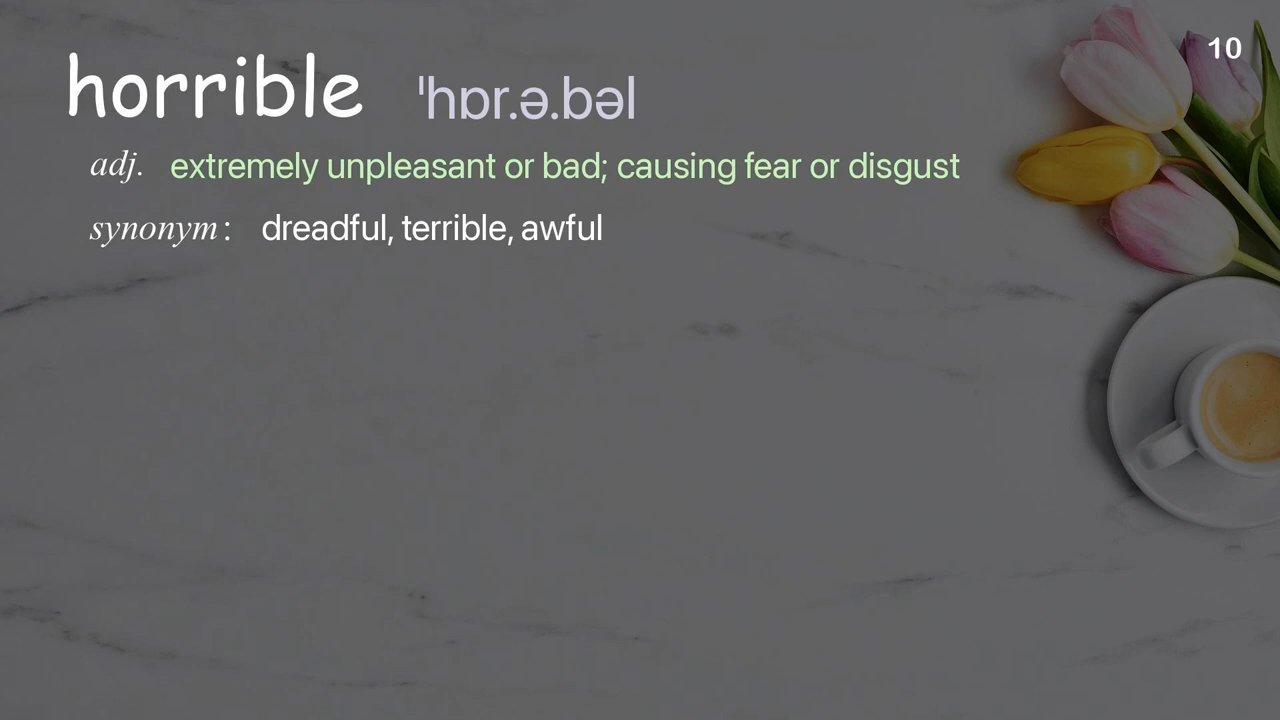 10
horrible ˈhɒr.ə.bəl
adj. extremely unpleasant or bad; causing fear or disgust
synonym : dreadful, terrible, awful